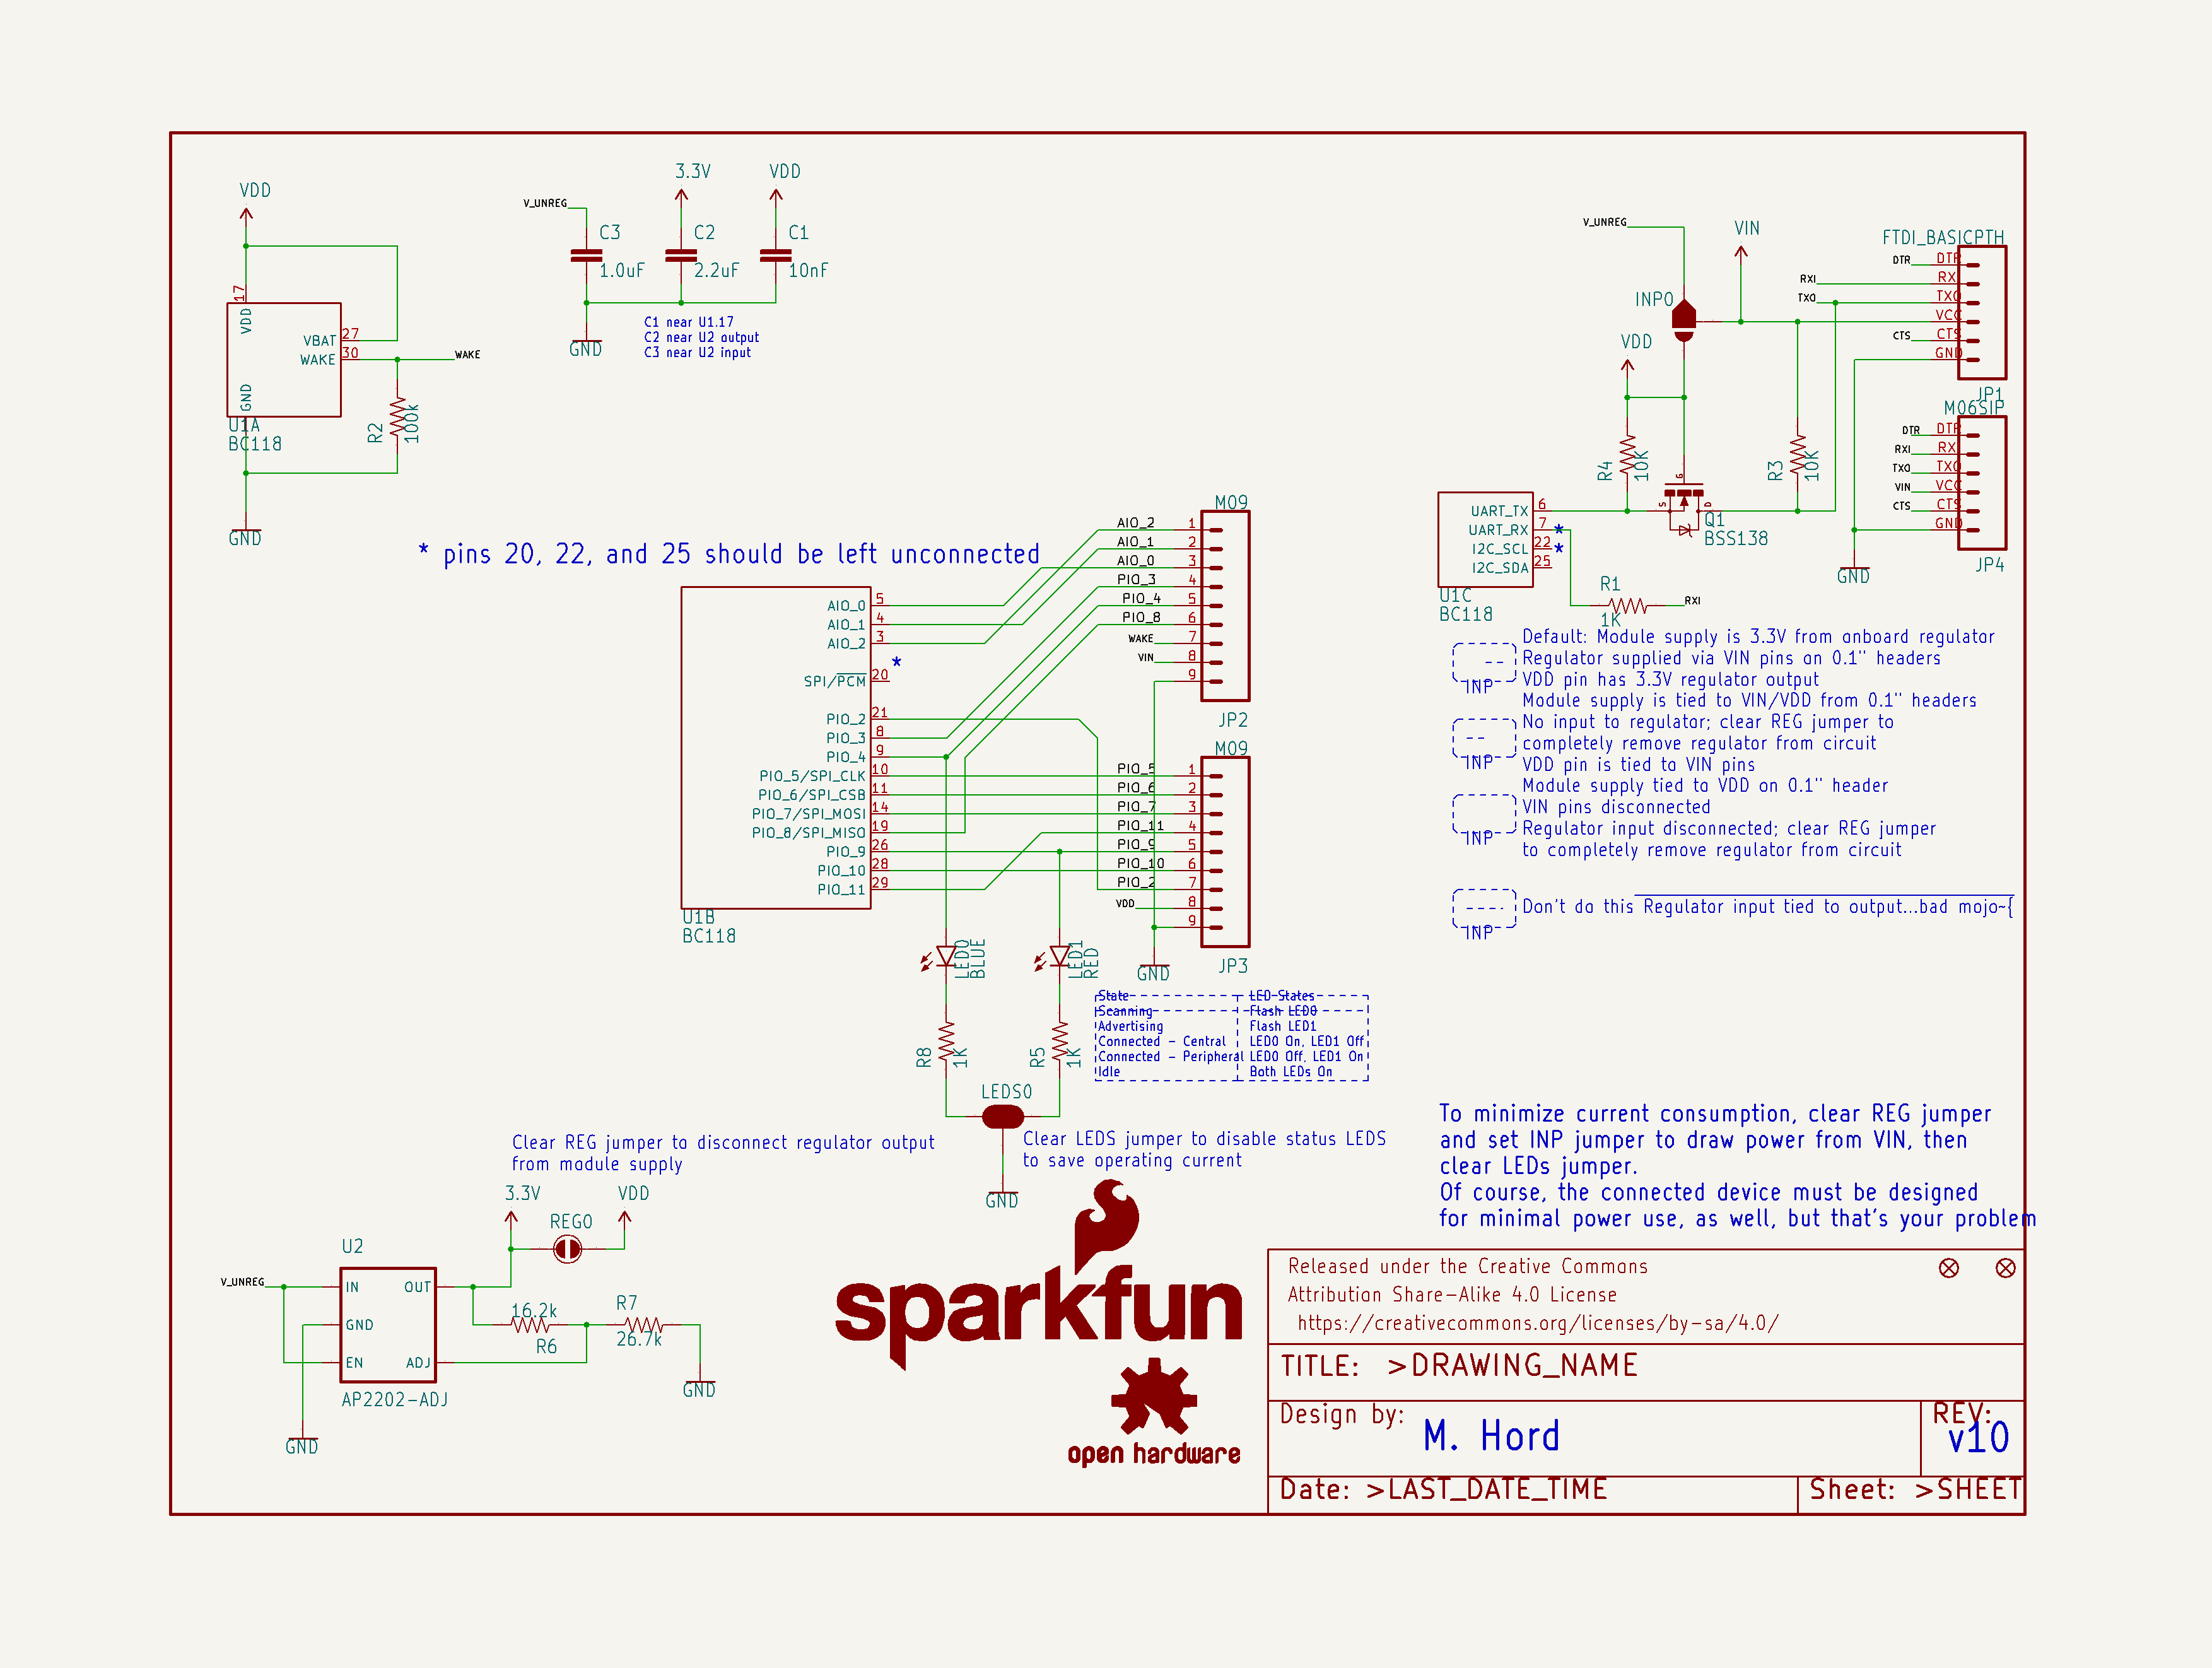 VDD
17
VDD
VBAT
27
WAKE
30
WAKE
GND
U1A
BC118
R2
100k
GND
V_UNREG
3.3V
VDD
C3
C2
C1
1.0uF
2.2uF
10nF
GND
C1 near U1.17
C2 near U2 output
C3 near U2 input
V_UNREG
VIN
INP0
VDD
RXI
TXO
FTDI_BASICPTH
DTR
DTR
RX
TXO
VCC
CTS
CTS
GND
JP1
M06SIP
DTR
DTR
RXI
RX
TXO
TXO
VIN
VCC
CTS
CTS
GND
JP4
GND
R4
10K
R3
10K
G
S
D
Q1
BSS138
UART_TX
6
UART_RX
7
*
I2C_SCL
22
*
I2C_SDA
25
U1C
BC118
R1
1K
RXI
* pins 20, 22, and 25 should be left unconnected
AIO_0
5
AIO_1
4
AIO_2
3
*
SPI/PCM
20
PIO_2
21
PIO_3
8
PIO_4
9
PIO_5/SPI_CLK
10
PIO_6/SPI_CSB
11
PIO_7/SPI_MOSI
14
PIO_8/SPI_MISO
19
PIO_9
26
PIO_10
28
PIO_11
29
U1B
BC118
M09
AIO_2
1
AIO_1
2
AIO_0
3
PIO_3
4
PIO_4
5
PIO_8
6
WAKE
7
VIN
8
9
JP2
M09
PIO_5
1
PIO_6
2
PIO_7
3
PIO_11
4
PIO_9
5
PIO_10
6
PIO_2
7
VDD
8
9
JP3
GND
LED0
BLUE
LED1
RED
R8
1K
R5
1K
LEDS0
GND
State
LED States
Scanning
Flash LED0
Advertising
Flash LED1
Connected - Central
LED0 On, LED1 Off
Connected - Peripheral
LED0 Off, LED1 On
Idle
Both LEDs On
Clear LEDS jumper to disable status LEDS
to save operating current
Default: Module supply is 3.3V from onboard regulator
Regulator supplied via VIN pins on 0.1" headers
VDD pin has 3.3V regulator output
INP
Module supply is tied to VIN/VDD from 0.1" headers
No input to regulator; clear REG jumper to
completely remove regulator from circuit
VDD pin is tied to VIN pins
INP
Module supply tied to VDD on 0.1" header
VIN pins disconnected
Regulator input disconnected; clear REG jumper
to completely remove regulator from circuit
INP
Don't do this Regulator input tied to output...bad mojo~{
INP
To minimize current consumption, clear REG jumper
and set INP jumper to draw power from VIN, then
clear LEDs jumper.
Of course, the connected device must be designed
for minimal power use, as well, but that's your problem
Clear REG jumper to disconnect regulator output
from module supply
3.3V
VDD
REG0
U2
V_UNREG
IN
OUT
GND
EN
ADJ
AP2202-ADJ
16.2k
R6
R7
26.7k
GND
GND
sparkfun
open hardware
Released under the Creative Commons
Attribution Share-Alike 4.0 License
https://creativecommons.org/licenses/by-sa/4.0/
TITLE: >DRAWING_NAME
Design by:
M. Hord
REV:
v10
Date: >LAST_DATE_TIME
Sheet: >SHEET